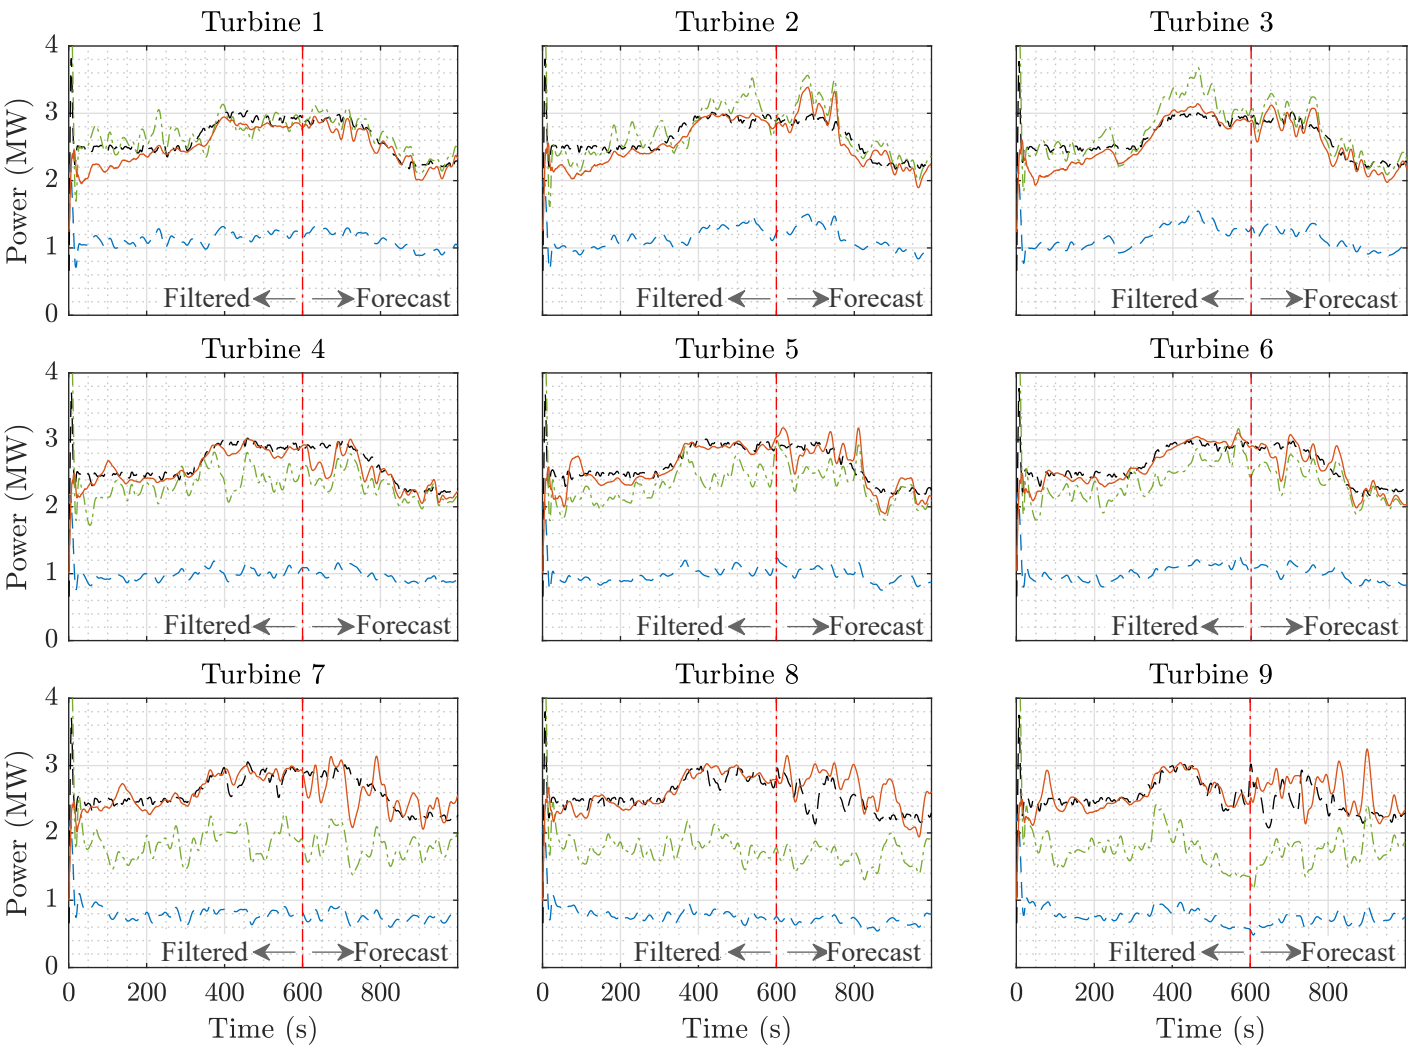 Turbine 1 Turbine 2 Turbine 3
Power (MW)
4
3
2
1
0
Filtered Forecast Filtered Forecast Filtered Forecast
Turbine 4 Turbine 5 Turbine 6
Power (MW)
4
3
2
1
0
Filtered Forecast Filtered Forecast Filtered Forecast
Turbine 7 Turbine 8 Turbine 9
Power (MW)
4
3
2
1
0
Filtered Forecast Filtered Forecast Filtered Forecast
0 200 400 600 800 0 200 400 600 800 0 200 400 600 800
Time (s) Time (s) Time (s)